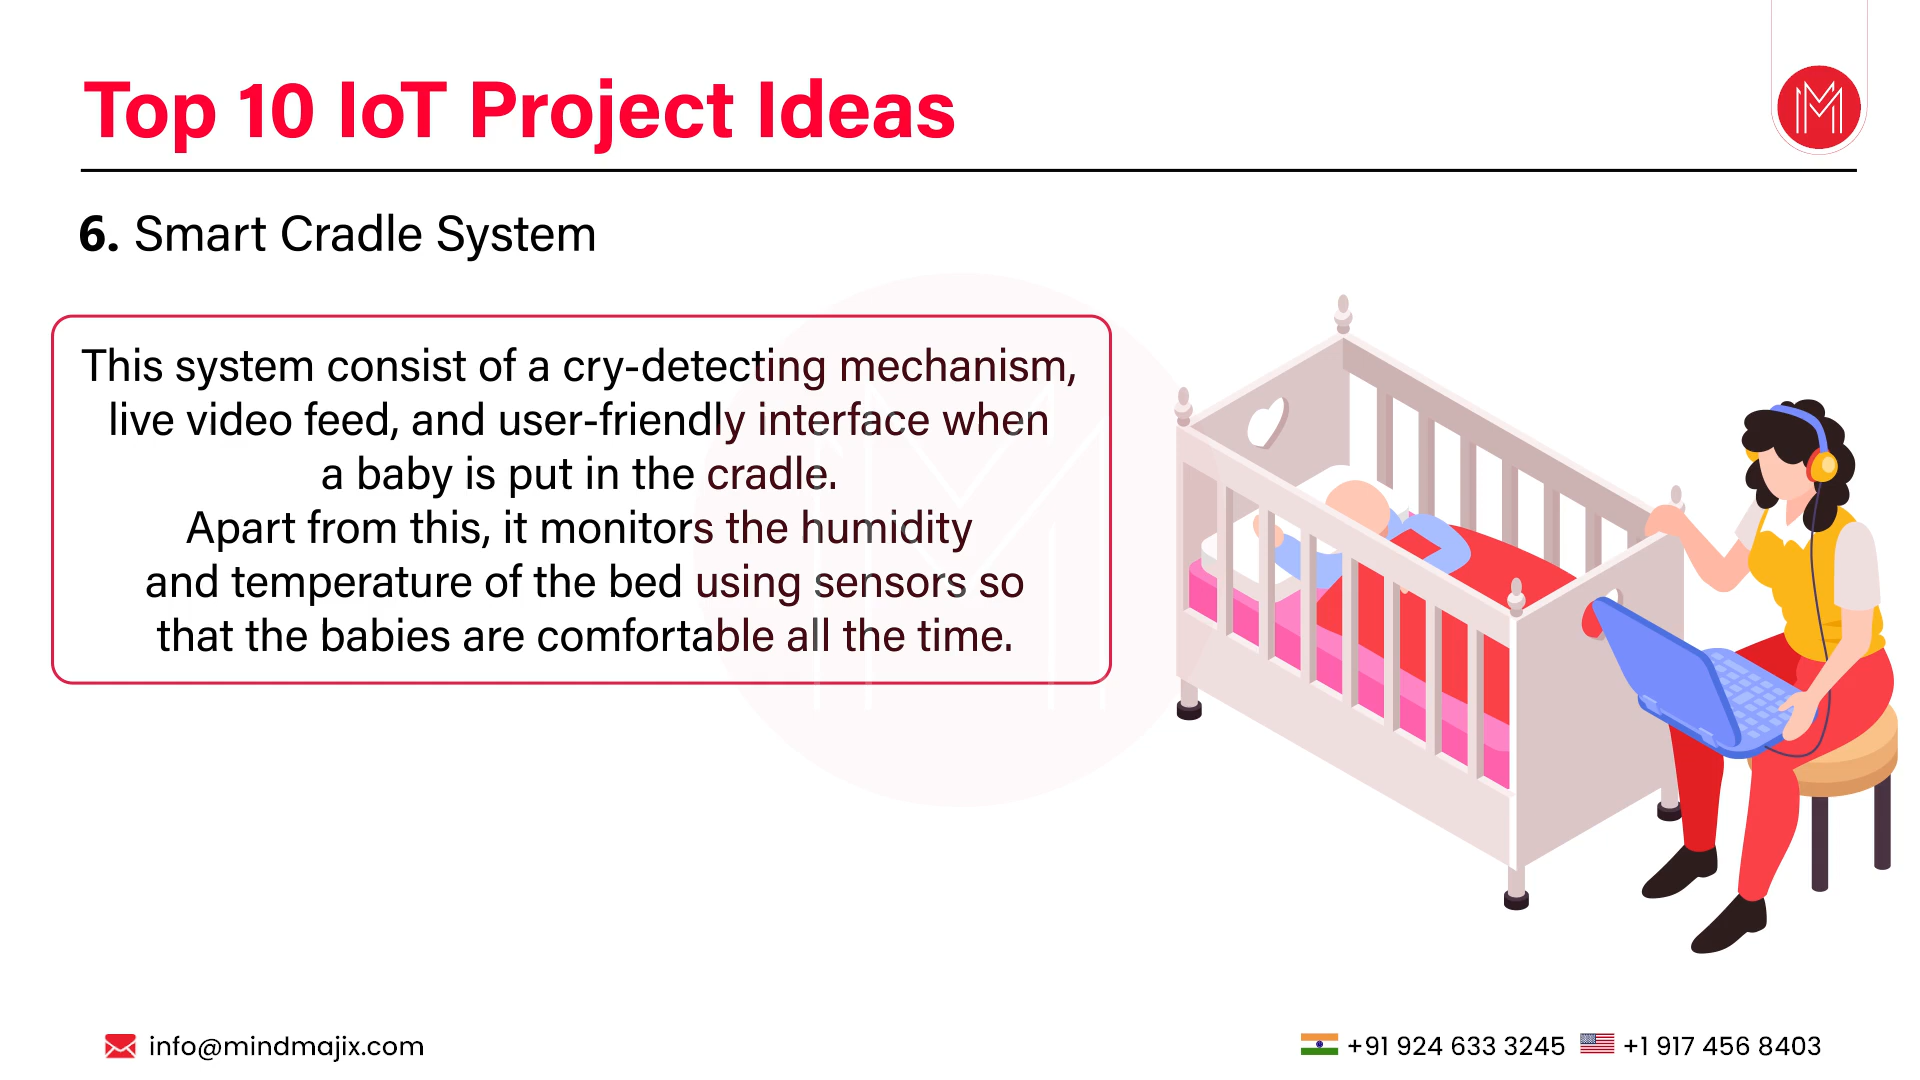 Top 10 IoT Project Ideas
6. Smart Cradle System
This system consist of a cry-detecting mechanism,
live video feed, and user-friendly interface when
a baby is put in the cradle.
Apart from this, it monitors the humidity
and temperature of the bed using sensors so
that the babies are comfortable all the time.
info@mindmajix.com
+91 924 633 3245
+1 917 456 8403